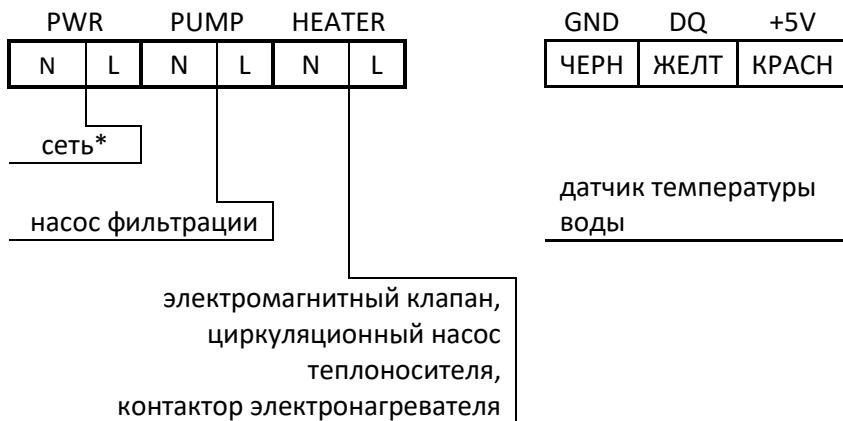 PWR PUMP HEATER GND DQ +5V
N L N L N L ЧЕРН ЖЕЛТ КРАСН
сеть*
датчик температуры
насос фильтрации воды
электромагнитный клапан,
циркуляционный насос
теплоносителя,
контактор электронагревателя